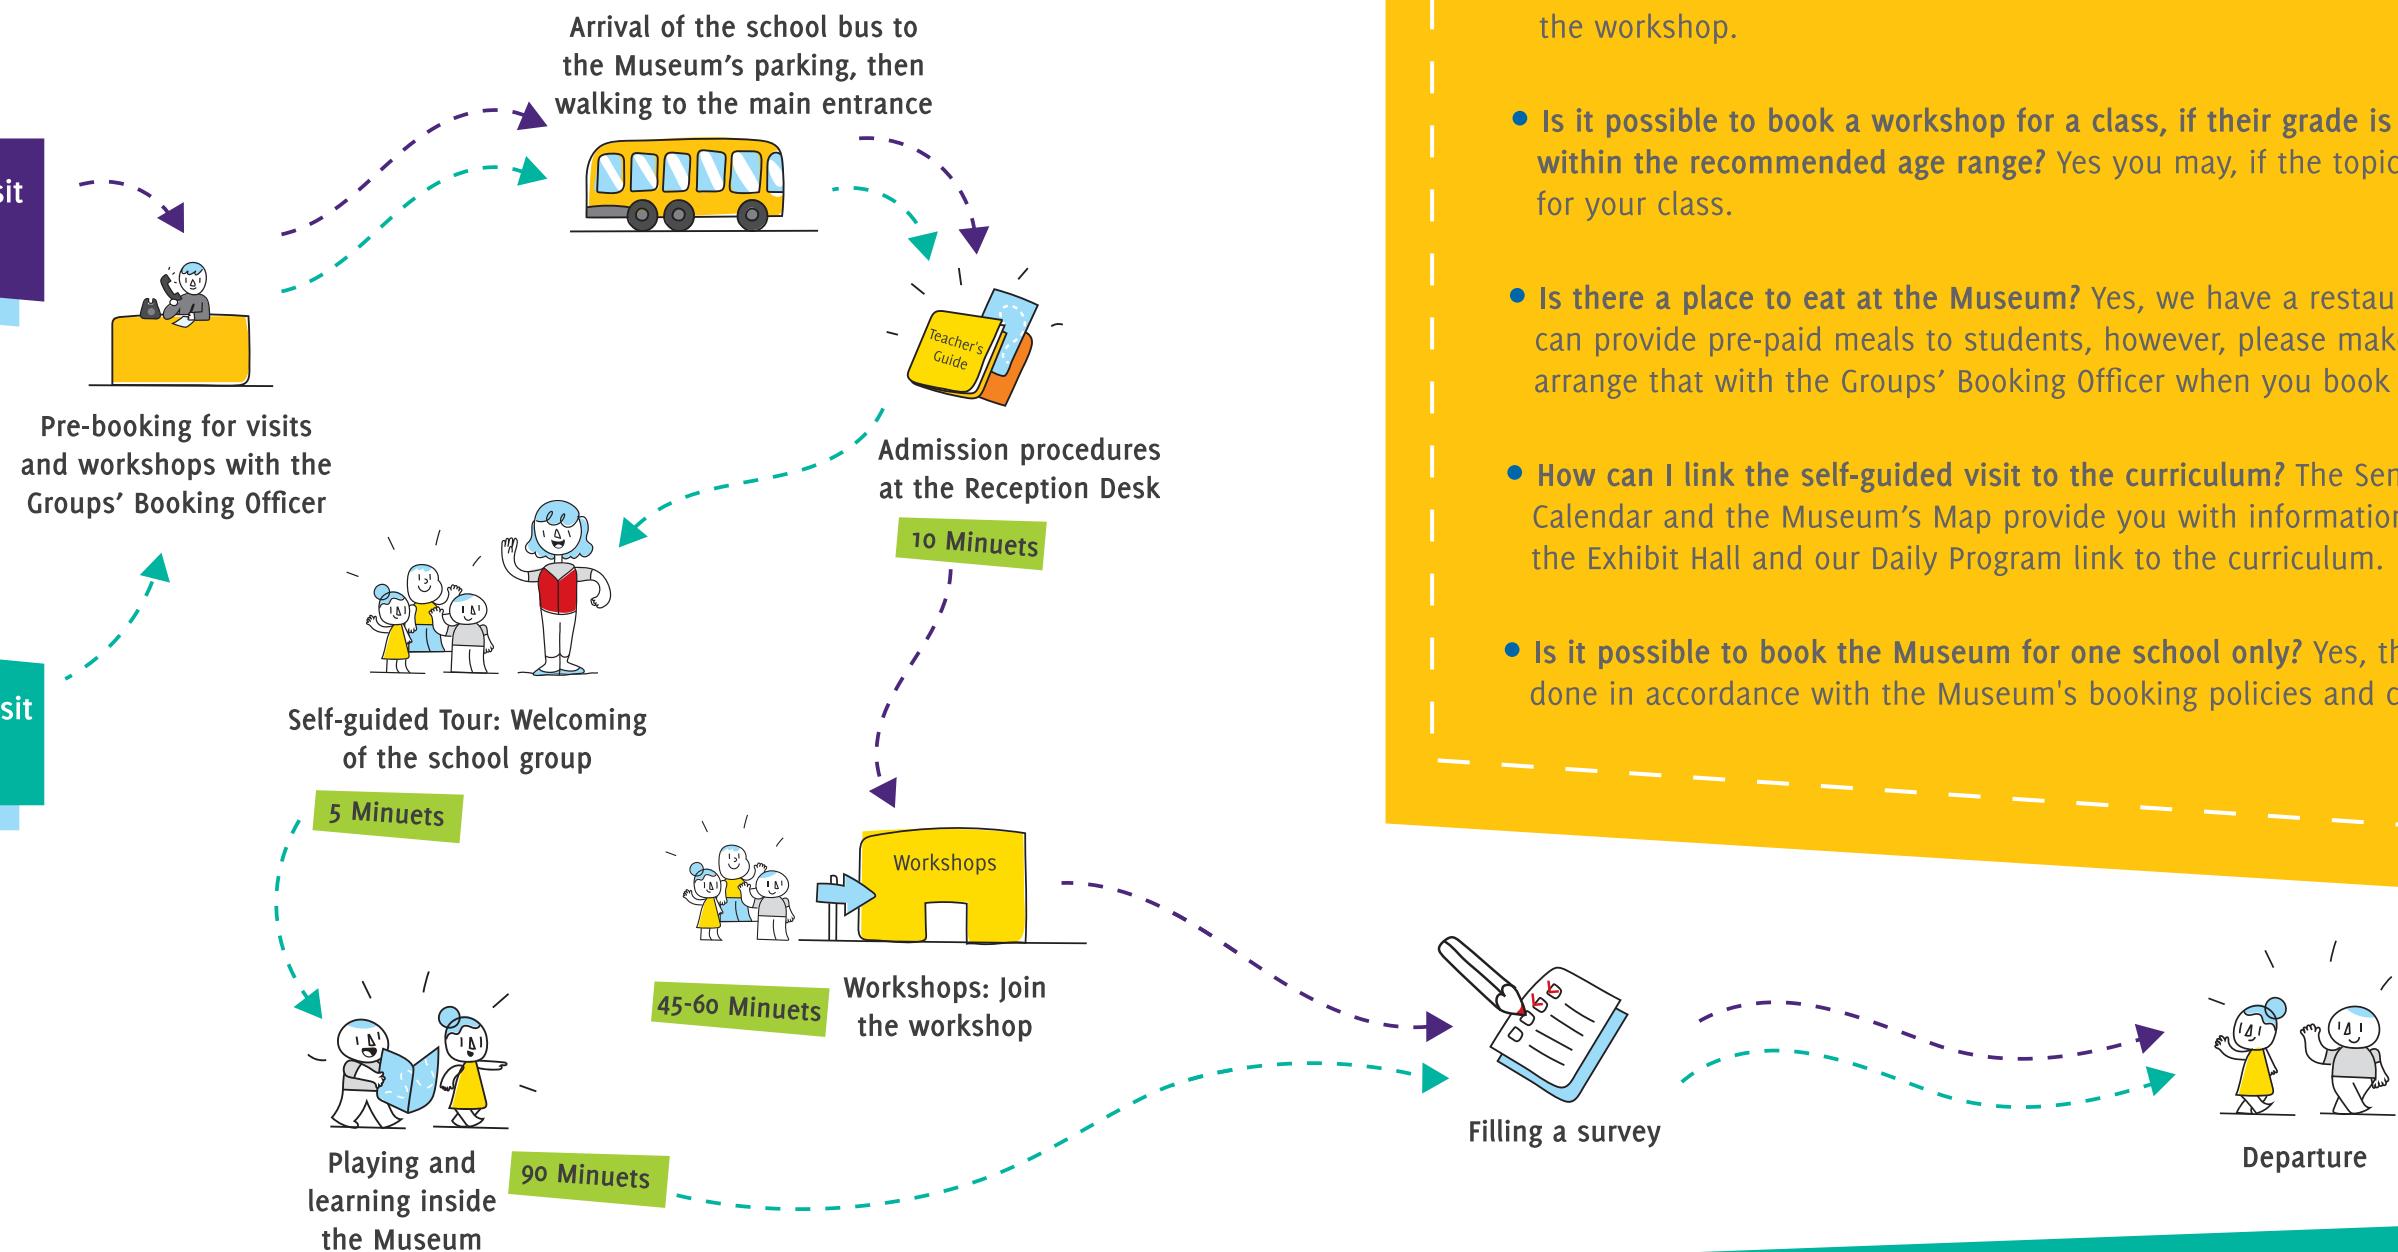 Arrival of the school bus to
the Museum's parking, then
walking to the main entrance
sit
Pre-booking for visits
and workshops with the
Groups' Booking Officer
Teacher's
Guide
Admission procedures
at the Reception Desk
10 Minuets
sit
Self-guided Tour: Welcoming
of the school group
5 Minuets
Workshops
45-60 Minuets
Workshops: Join
the workshop
Playing and
learning inside
the Museum
90 Minuets
Filling a survey
Departure
the workshop.
• Is it possible to book a workshop for a class, if their grade is
within the recommended age range? Yes you may, if the topic
for your class.
• Is there a place to eat at the Museum? Yes, we have a restau
can provide pre-paid meals to students, however, please mak
arrange that with the Groups' Booking Officer when you book
• How can I link the self-guided visit to the curriculum? The Sem
Calendar and the Museum's Map provide you with information
the Exhibit Hall and our Daily Program link to the curriculum.
• Is it possible to book the Museum for one school only? Yes, th
done in accordance with the Museum's booking policies and c